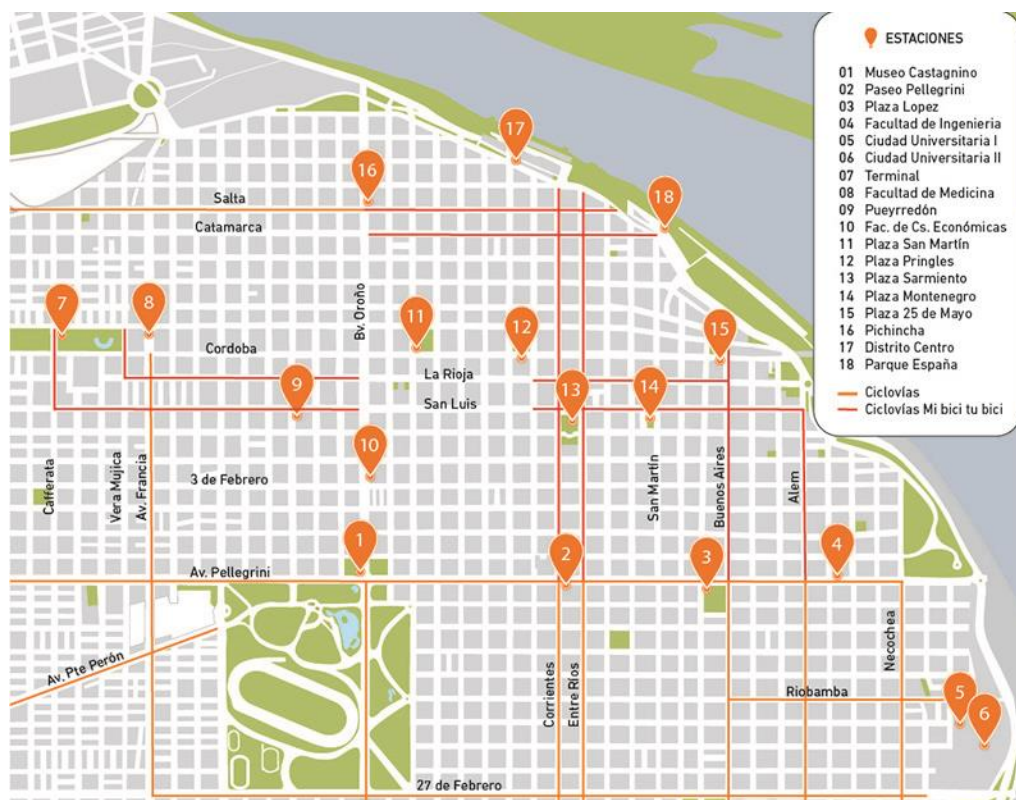 ESTACIONES
01 Museo Castagnino
02 Paseo Pellegrini
03 Plaza Lopez
04 Facultad de Ingenieria
05 Ciudad Universitaria I
06 Ciudad Universitaria II
07 Terminal
08 Facultad de Medicina
09 Pueyrredón
10 Fac. de Cs. Económicas
11 Plaza San Martín
12 Plaza Pringles
13 Plaza Sarmiento
14 Plaza Montenegro
15 Plaza 25 de Mayo
16 Pichincha
17 Distrito Centro
18 Parque España
Ciclovías
Ciclovías Mi bici tu bici
17
16
Salta
18
Catamarca
7
8
Bv. Oroño
11
12
15
Cordoba
La Rioja
9
San Luis
13
14
10
Cafferata
Vera Mujica
Av. Francia
3 de Febrero
San Martín
Buenos Aires
Alem
1
2
3
4
Av. Pellegrini
Av. Pte Perón
Corrientes
Entre Rios
Necochea
Riobamba
5
6
27 de Febrero